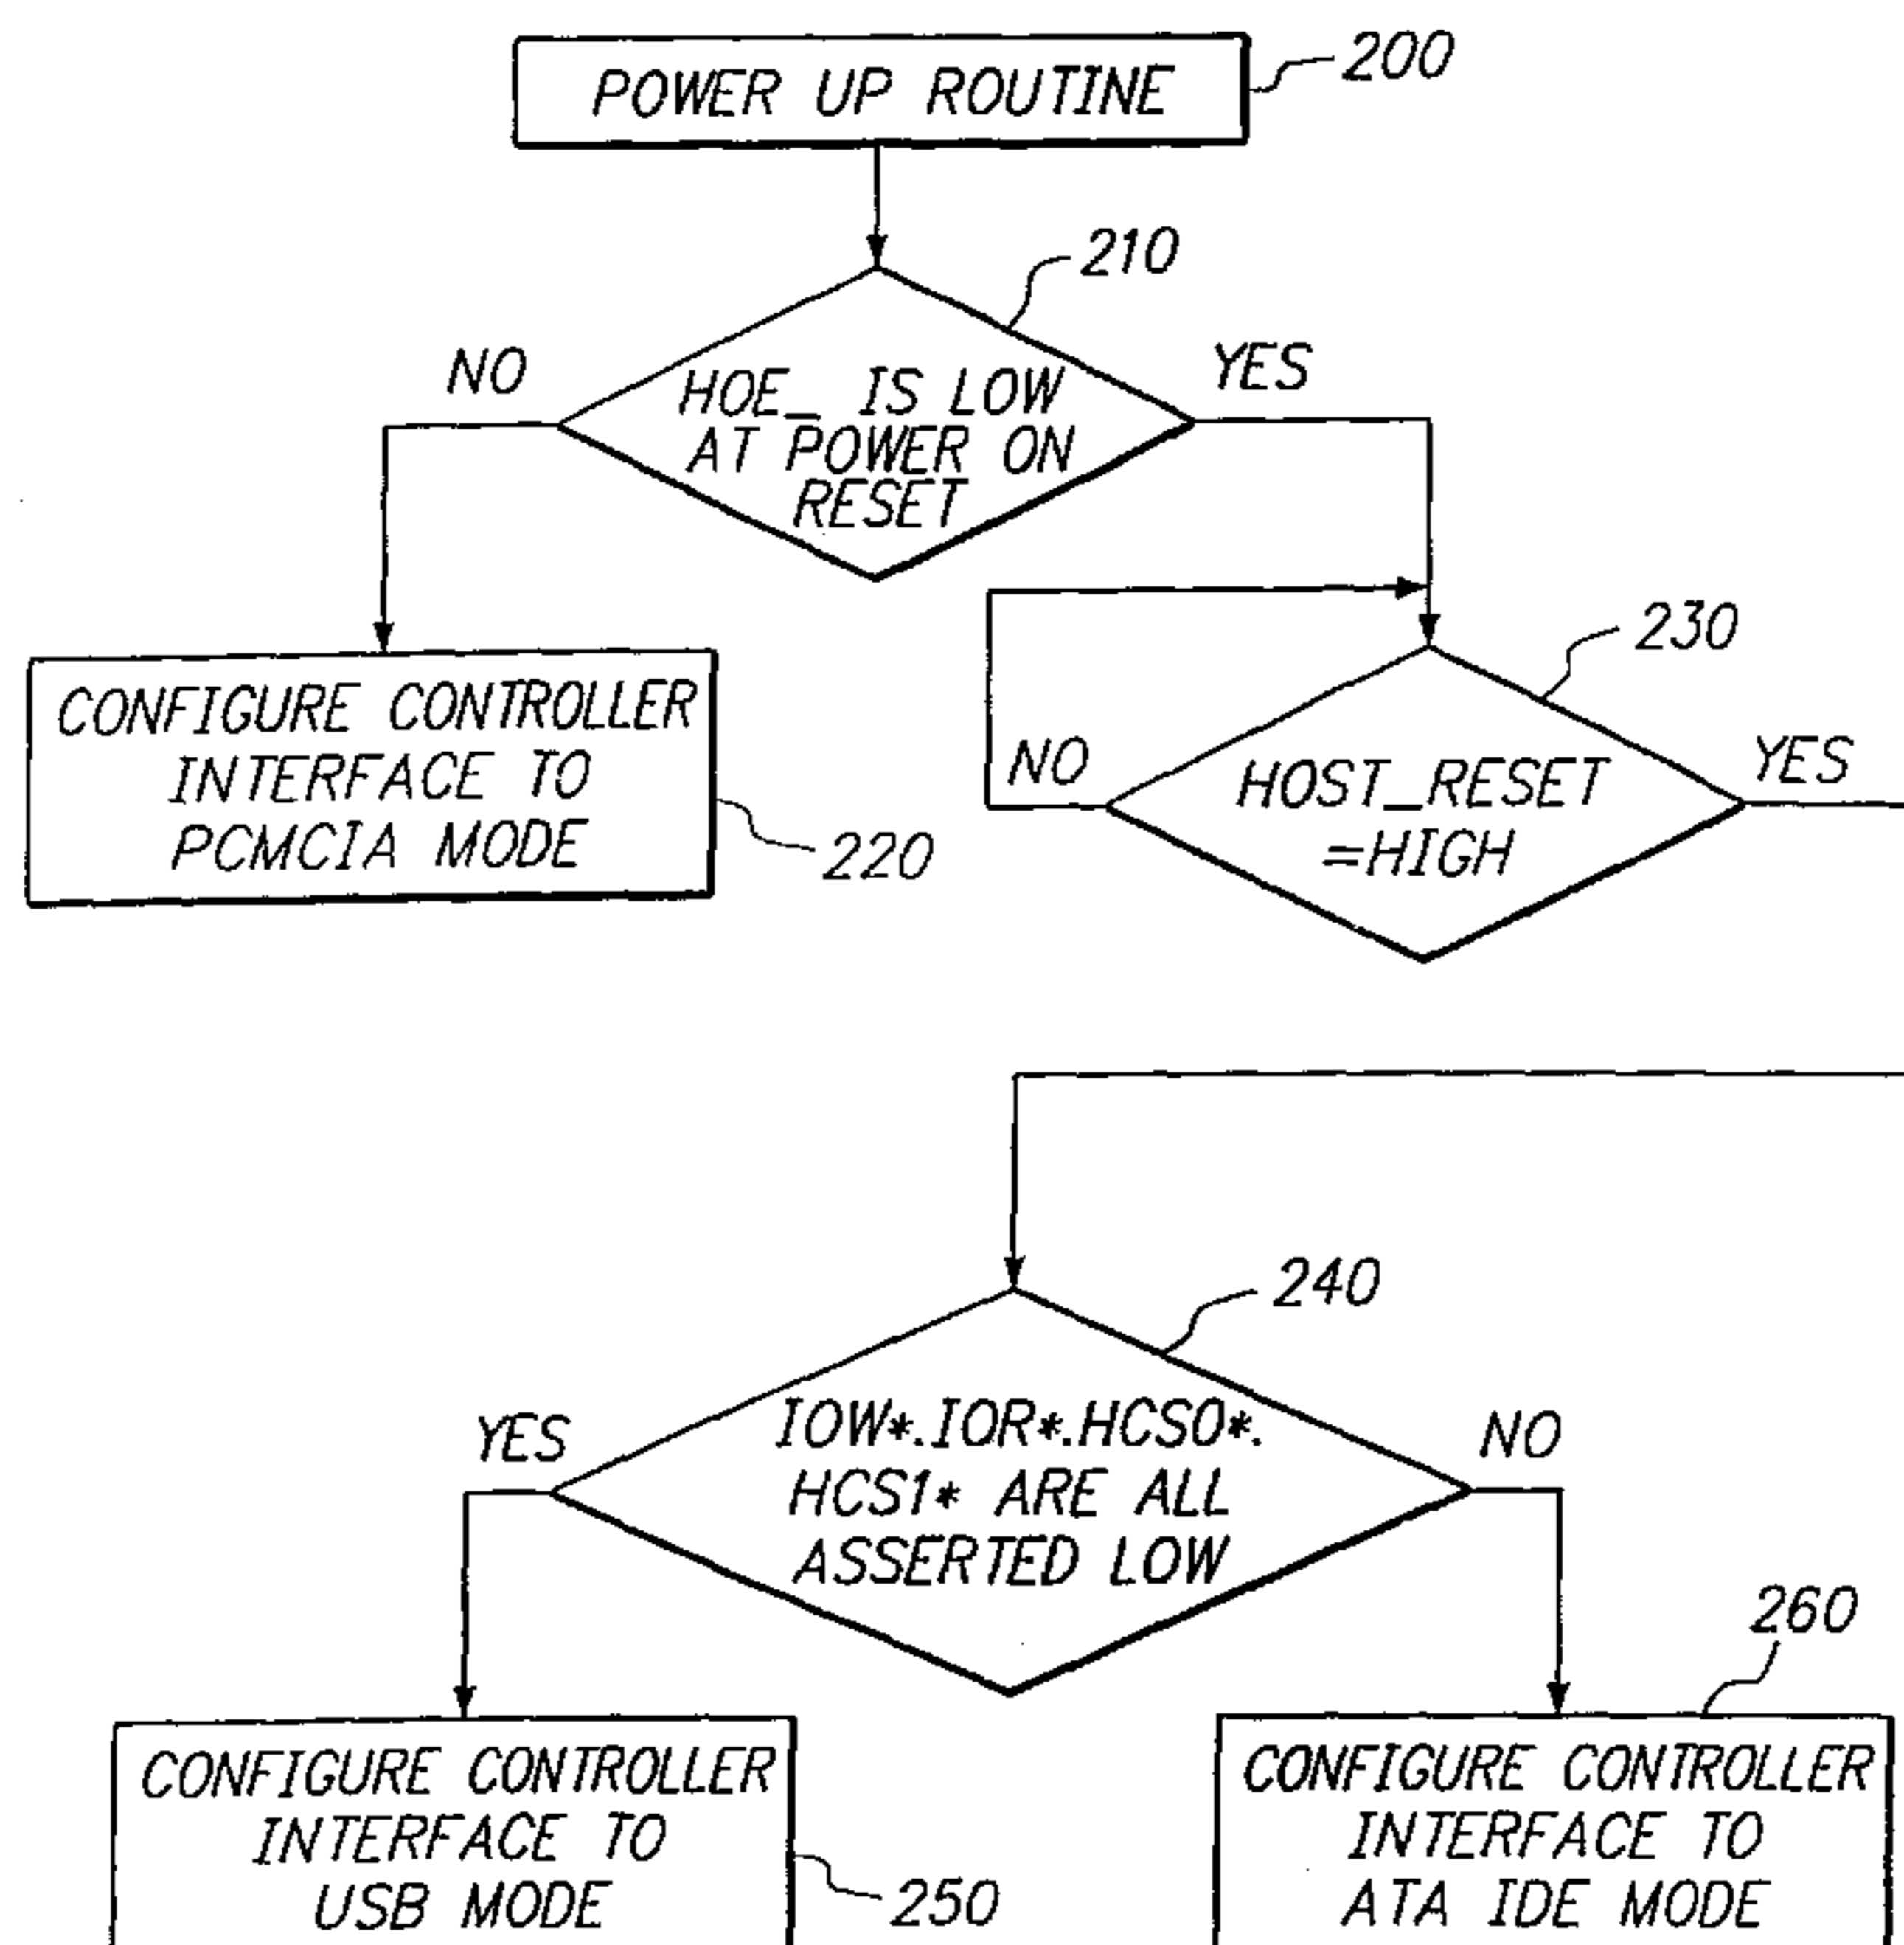 POWER UP ROUTINE
200
210
NO
YES
HOE_ IS LOW
AT POWER ON
RESET
230
CONFIGURE CONTROLLER
INTERFACE TO
PCMCIA MODE
220
NO
YES
HOST_RESET
=HIGH
240
YES
NO
IOW*.IOR*.HCS0*.
HCS1* ARE ALL
ASSERTED LOW
260
CONFIGURE CONTROLLER
INTERFACE TO
USB MODE
250
CONFIGURE CONTROLLER
INTERFACE TO
ATA IDE MODE